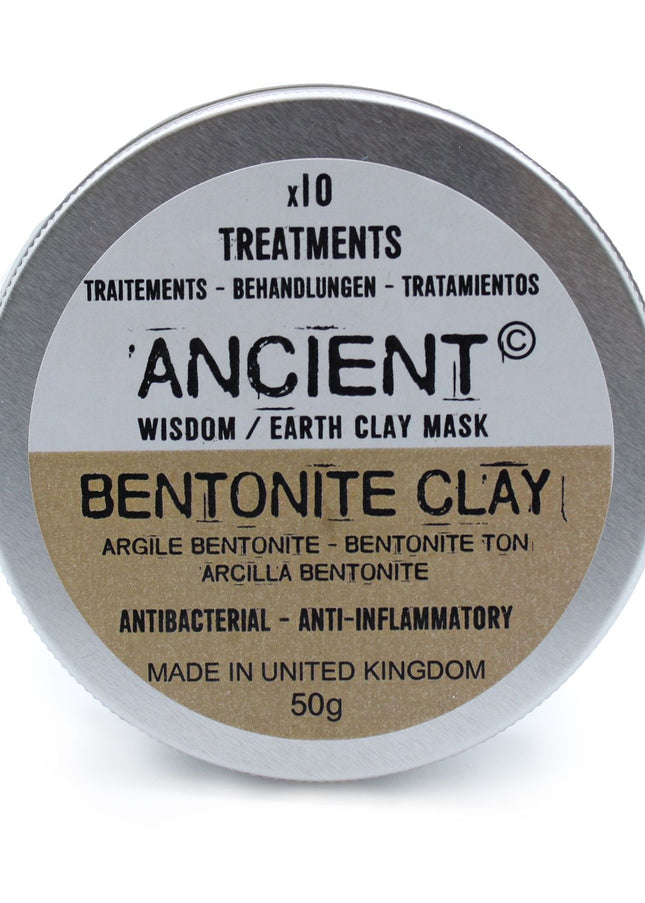 x10
TREATMENTS
TRAITEMENTS - BEHANDLUNGEN - TRATAMIENTOS
ANCIENT©
WISDOM / EARTH CLAY MASK
BENTONITE CLAY
ARGILE BENTONITE - BENTONITE TON
ARCILLA BENTONITE
ANTIBACTERIAL - ANTI-INFLAMMATORY
MADE IN UNITED KINGDOM
50g